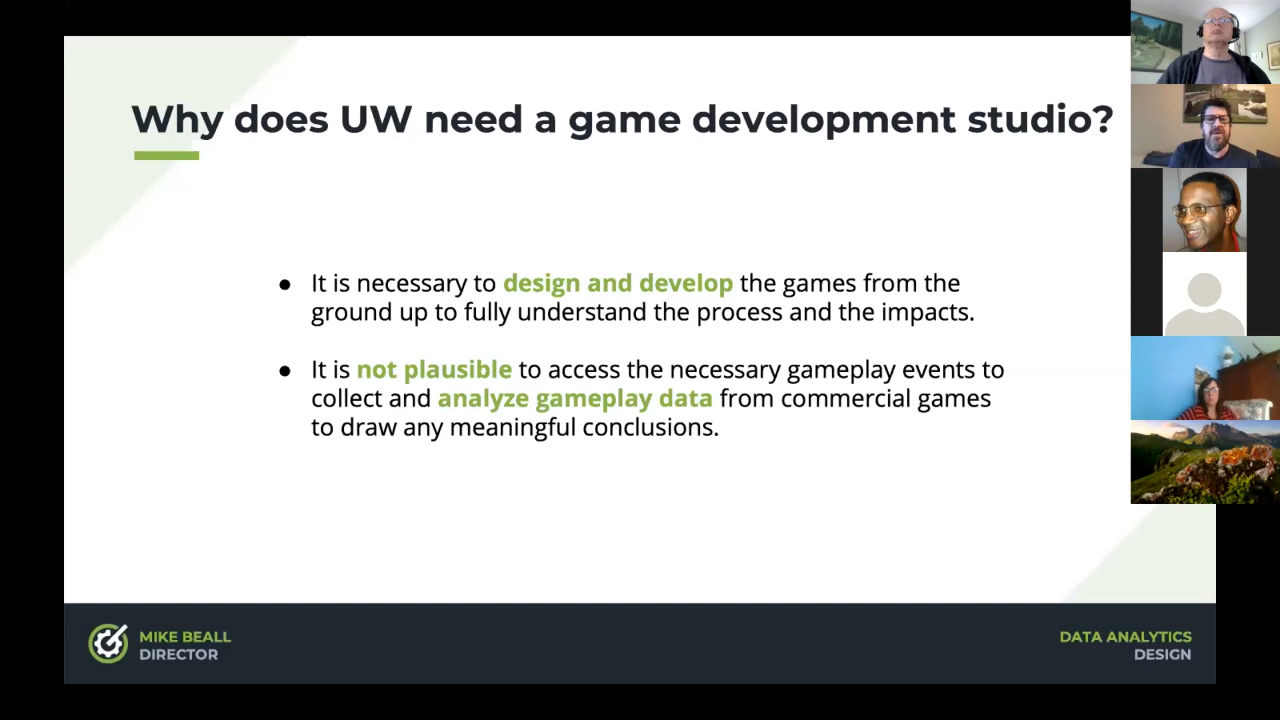 Why does UW need a game development studio?
● It is necessary to design and develop the games from the
ground up to fully understand the process and the impacts.
● It is not plausible to access the necessary gameplay events to
collect and analyze gameplay data from commercial games
to draw any meaningful conclusions.
MIKE BEALL
DIRECTOR
DATA ANALYTICS
DESIGN